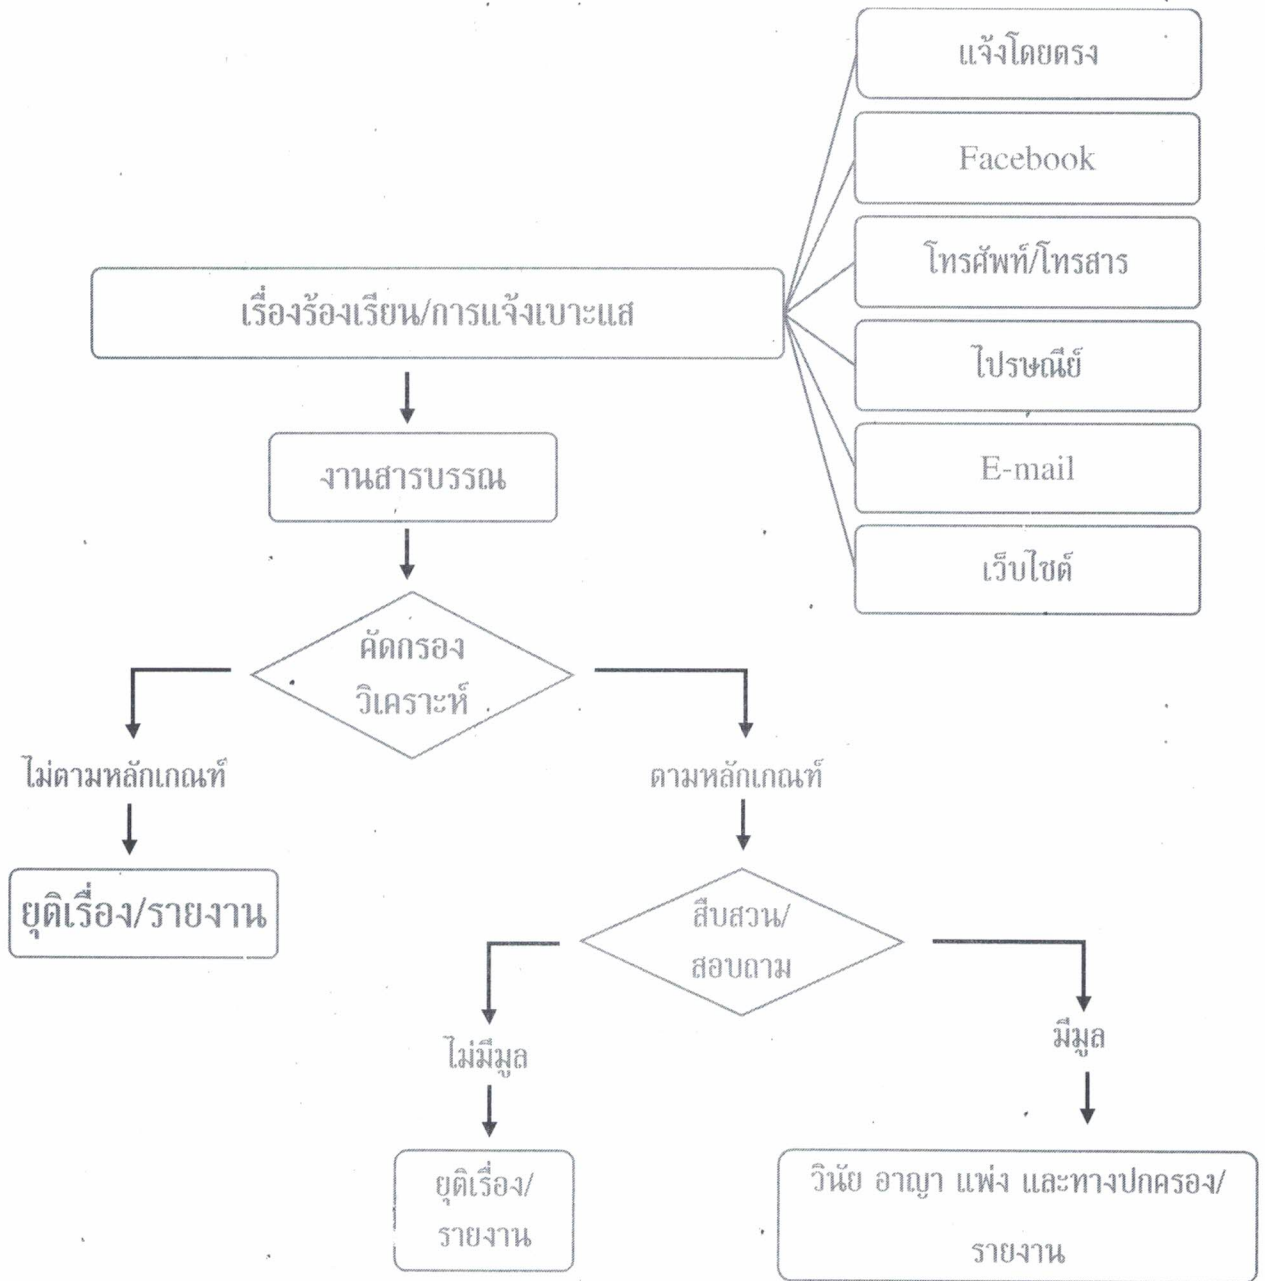 แจ้งโดยตรง
Facebook
โทรศัพท์/โทรสาร
ไปรษณีย์
E-mail
เว็บไซต์
เรื่องร้องเรียน/การแจ้งเบาะแส
งานสารบรรณ
คัดกรอง
วิเคราะห์
ไม่ตามหลักเกณฑ์
ตามหลักเกณฑ์
ยุติเรื่อง/รายงาน
สืบสวน/
สอบถาม
ไม่มีมูล
มีมูล
ยุติเรื่อง/
รายงาน
วินัย อาญา แพ่ง และทางปกครอง/
รายงาน